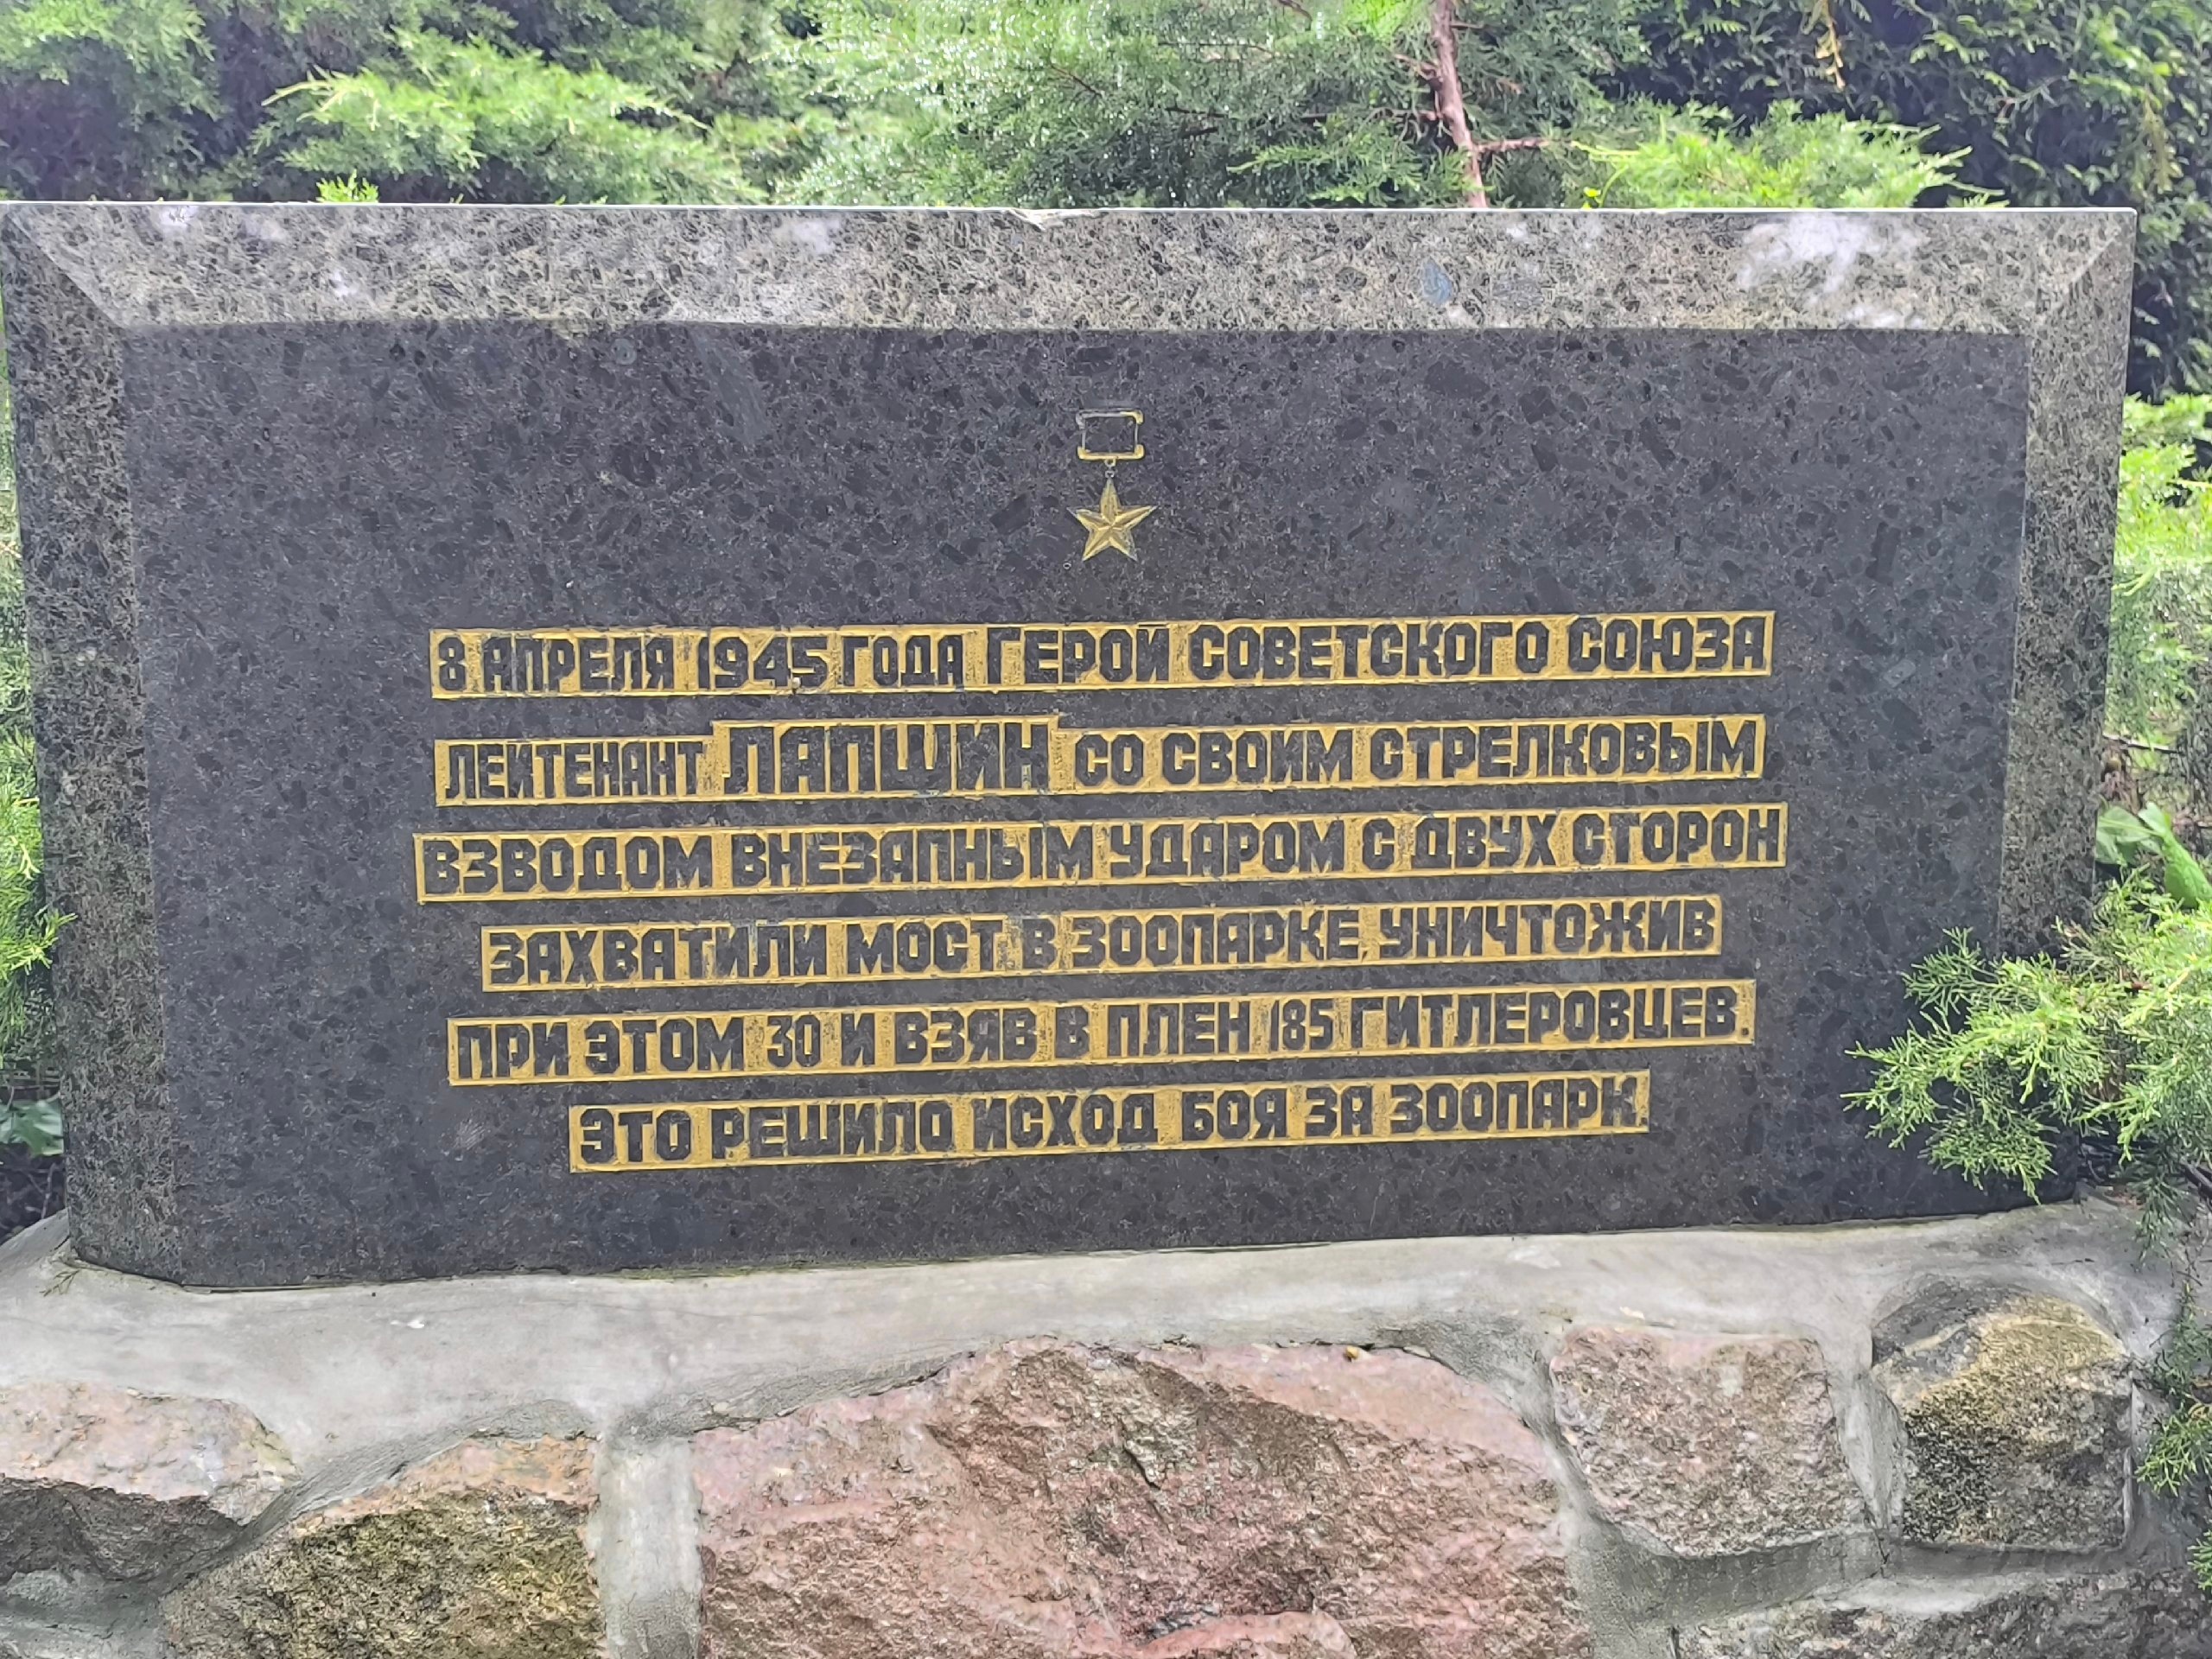 8 АПРЕЛЯ 1945 ГОДА ГЕРОЙ СОВЕТСКОГО СОЮЗА
ЛЕЙТЕНАНТ ЛАПШИН СО СВОИМ СТРЕЛКОВЫМ
ВЗВОДОМ ВНЕЗАПНЫМ УДАРОМ С ДВУХ СТОРОН
ЗАХВАТИЛИ МОСТ В ЗООПАРКЕ, УНИЧТОЖИВ
ПРИ ЭТОМ 30 И ВЗЯВ В ПЛЕН 185 ГИТЛЕРОВЦЕВ.
ЭТО РЕШИЛО ИСХОД БОЯ ЗА ЗООПАРК.